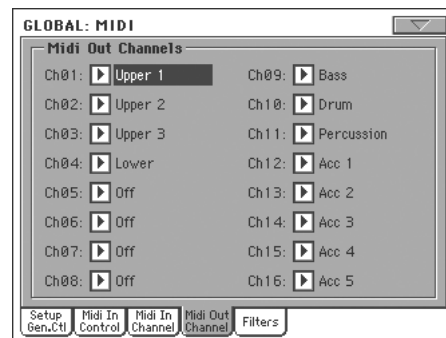 GLOBAL: MIDI
Midi Out Channels
Ch01: Upper 1
Ch02: Upper 2
Ch03: Upper 3
Ch04: Lower
Ch05: Off
Ch06: Off
Ch07: Off
Ch08: Off
Ch09: Bass
Ch10: Drum
Ch11: Percussion
Ch12: Acc 1
Ch13: Acc 2
Ch14: Acc 3
Ch15: Acc 4
Ch16: Acc 5
Setup Gen.Ctl
Midi In Control
Midi In Channel
Midi Out Channel
Filters